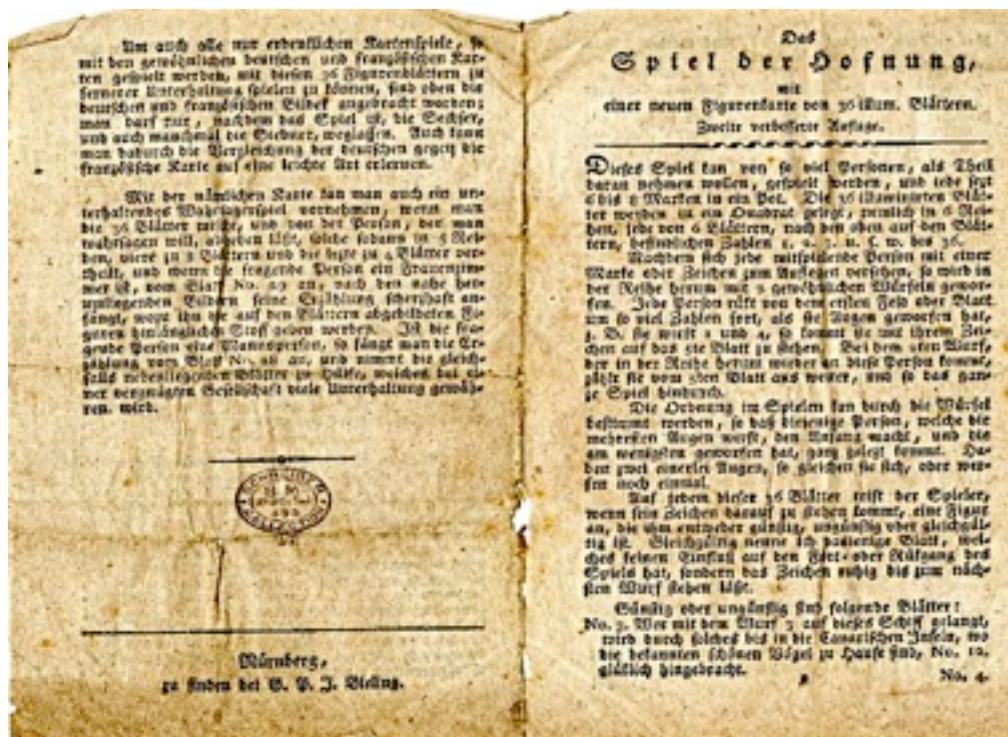 Um auch alle nur erdenklichen Kartenspiele, so
mit den gewöhnlichen deutschen und französischen Kar-
ten gespielt werden, mit diesen 36 Figurenblättern zu
fernerer Unterhaltung spielen zu können, sind oben die
deutschen und französischen Bilder angebracht worden;
man darf nur, nachdem das Spiel ist, die Sechser,
und auch manchmal die Siebner, weglassen. Auch kann
man dadurch die Vergleichung der deutschen gegen die
französische Karte auf eine leichte Art erlernen.
Mit der nämlichen Karte kan man auch ein un-
terhaltendes Wahrsagerspiel vornehmen, wenn man
die 36 Blätter mischt, und von der Person, der man
wahrsagen will, abheben läßt, solche sodann in 5 Rei-
hen, viere zu 8 Blättern und die lezte zu 4 Blätter ver-
theilt, und wenn die fragende Person ein Frauenzim-
mer ist, vom Blatt No. 29 an, nach den nahe her-
umliegenden Bildern seine Erzählung scherzhaft an-
fängt, wozu ihn die auf den Blättern abgebildeten Fi-
guren hinlänglichen Stoff geben werden. Ist die fra-
gende Person eine Mannsperson, so fängt man die Er-
zählung vom Blatt No. 28 an, und nimmt die gleich-
falls nebenliegenden Blätter zu Hülfe, welches bei ei-
ner vergnügten Gesellschaft viele Unterhaltung gewäh-
ren wird.
Nürnberg,
zu finden bei G. P. J. Bieling.
Das
Spiel der Hofnung,
mit
einer neuen Figurenkarte von 36 illum. Blättern.
Zweite verbesserte Auflage.
Dieses Spiel kan von so viel Personen, als Theil
daran nehmen wollen, gespielt werden, und jede sezt
6 bis 8 Marken in ein Pot. Die 36 illuminirten Blät-
ter werden in ein Quadrat gelegt, nemlich in 6 Rei-
hen, jede von 6 Blättern, nach den oben auf den Blät-
tern, befindlichen Zahlen 1. 2. 3. u. s. w. bis 36.
Nachdem sich jede mitspielende Person mit einer
Marke oder Zeichen zum Auflegen versehen, so wird in
der Reihe herum mit 2 gewöhnlichen Würfeln gewor-
fen. Jede Person rükt von dem ersten Feld oder Blatt
um so viel Zahlen fort, als sie Augen geworfen hat,
z. B. sie wirft 1 und 4, so kommt sie mit ihrem Zei-
chen auf das 5te Blatt zu stehen. Bei dem 2ten Wurf,
der in der Reihe herum wieder an diese Person kommt,
zählt sie vom 5ten Blatt aus weiter, und so das gan-
ze Spiel hindurch.
Die Ordnung im Spielen kan durch die Würfel
bestimmt werden, so daß diejenige Person, welche die
mehresten Augen wirft, den Anfang macht, und die
am wenigsten geworfen hat, ganz zulezt kommt. Ha-
ben zwei einerlei Augen, so gleichen sie sich, oder wer-
fen noch einmal.
Auf jedem dieser 36 Blätter trift der Spieler,
wenn sein Zeichen darauf zu stehen kommt, eine Figur
an, die ihm entweder günstig, ungünstig oder gleichgül-
tig ist. Gleichgültig nenne ich dasjenige Blatt, wel-
ches keinen Einfluß auf den Fort- oder Rükgang des
Spiels hat, sondern das Zeichen ruhig bis zum näch-
sten Wurf stehen läßt.
Günstig oder ungünstig sind folgende Blätter:
No. 3. Wer mit dem Wurf 3 auf dieses Schiff gelangt,
wird durch solches bis in die Canarischen Inseln, wo
die bekannten schönen Vögel zu Hause sind, No. 12.
glüklich hingebracht.
No. 4.